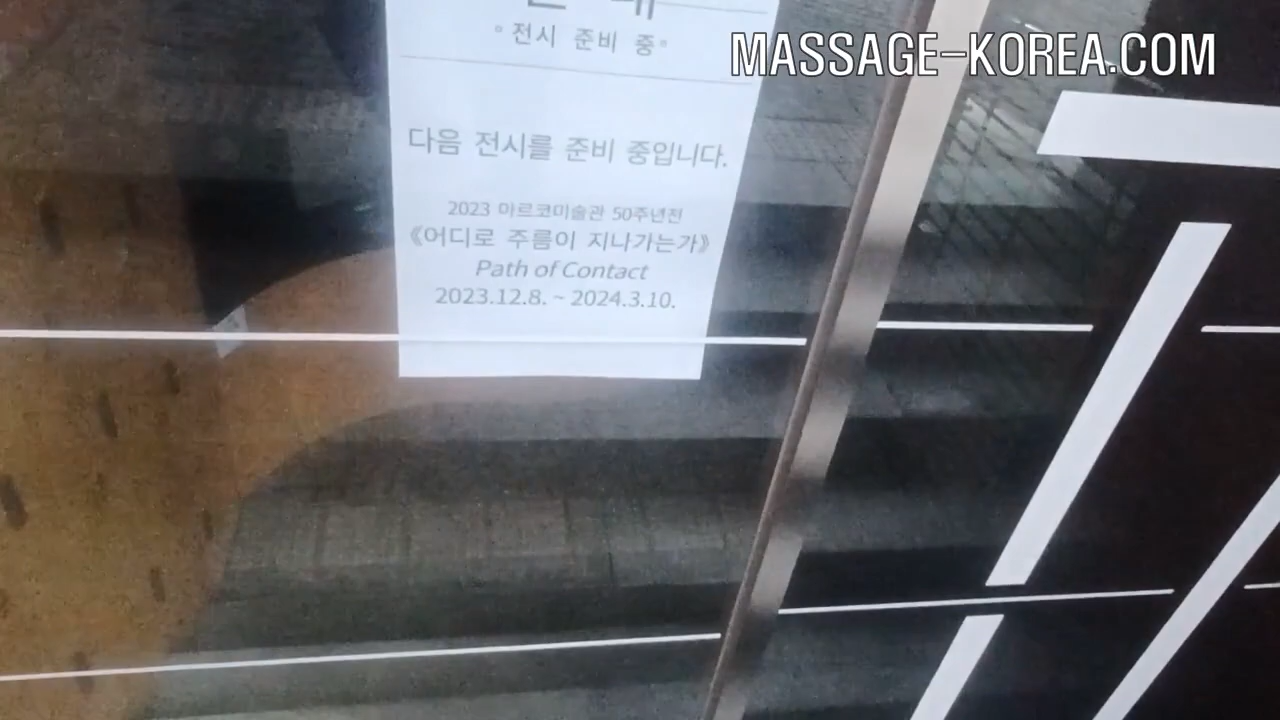 MASSAGE-KOREA.COM
전시 준비 중
다음 전시를 준비 중입니다.
2023 아르코미술관 50주년전
《어디로 주름이 지나가는가》
Path of Contact
2023.12.8. ~ 2024.3.10.